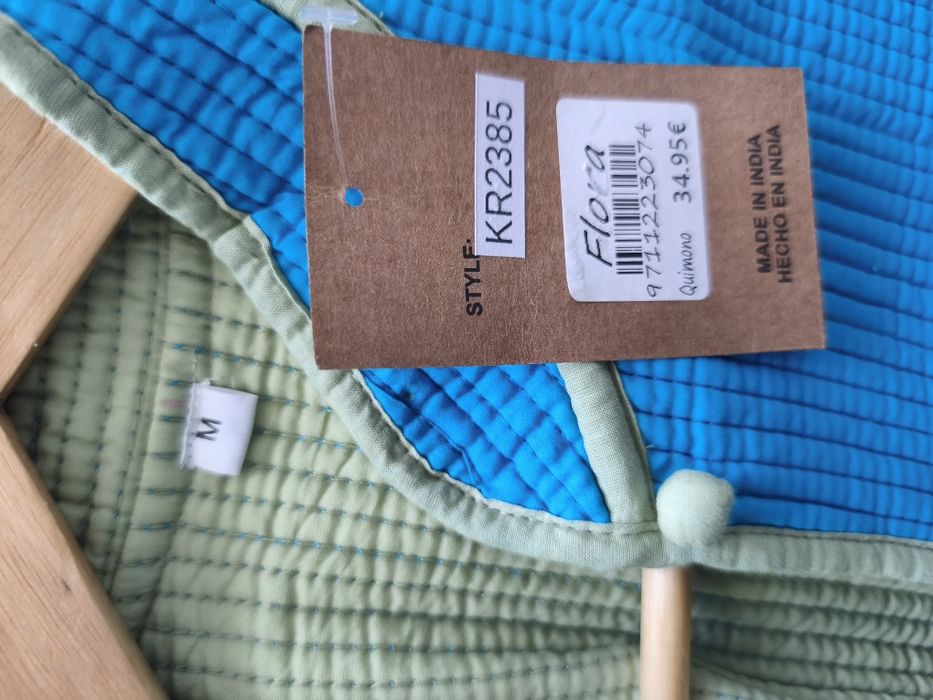 STYLE:
KR2385
Flora
9711223074
Quimono 34.95€
MADE IN INDIA
HECHO EN INDIA
M